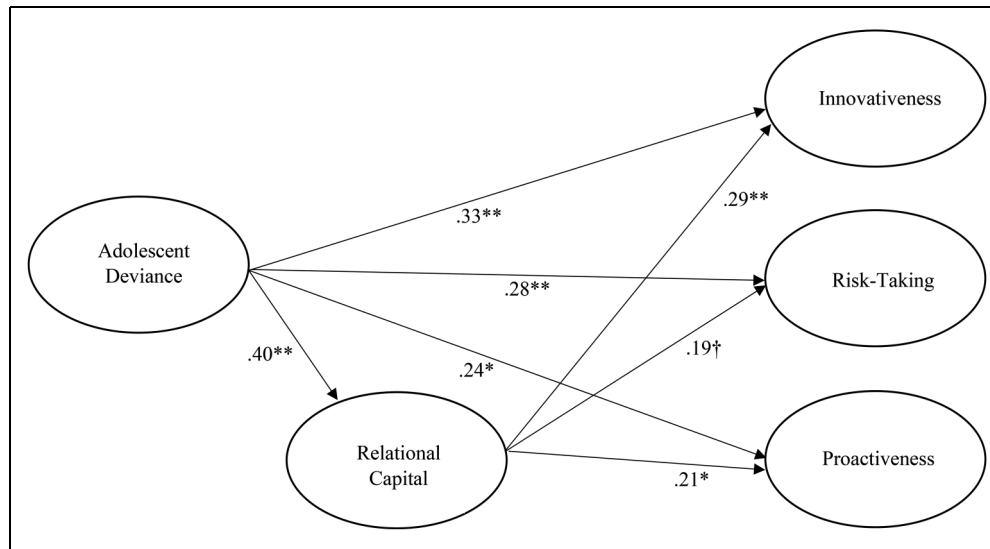 Innovativeness
.29**
.33**
Adolescent
Deviance
.28**
Risk-Taking
.40**
.24*
.19†
Relational
Capital
.21*
Proactiveness